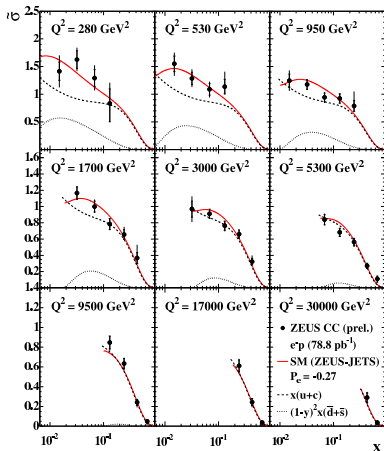 σ̃
Q² = 280 GeV²
Q² = 530 GeV²
Q² = 950 GeV²
2
1.5
1
0.5
Q² = 1700 GeV²
Q² = 3000 GeV²
Q² = 5300 GeV²
1.6
1.4
1.2
1
0.8
0.6
0.4
0.2
Q² = 9500 GeV²
Q² = 17000 GeV²
Q² = 30000 GeV²
1.4
1.2
1
0.8
0.6
0.4
0.2
0
ZEUS CC (prel.)
e⁻p (78.8 pb⁻¹)
SM (ZEUS-JETS)
Pₑ = -0.27
x(u+c)
(1-y)²x(d̄+s̄)
10⁻² 10⁻¹ 10⁻² 10⁻¹ 10⁻² 10⁻¹ x